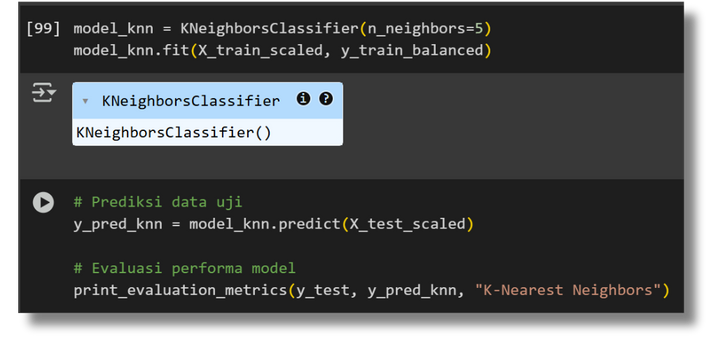 [99] model_knn = KNeighborsClassifier(n_neighbors=5)
model_knn.fit(X_train_scaled, y_train_balanced)
KNeighborsClassifier i ?
KNeighborsClassifier()
# Prediksi data uji
y_pred_knn = model_knn.predict(X_test_scaled)
# Evaluasi performa model
print_evaluation_metrics(y_test, y_pred_knn, "K-Nearest Neighbors")